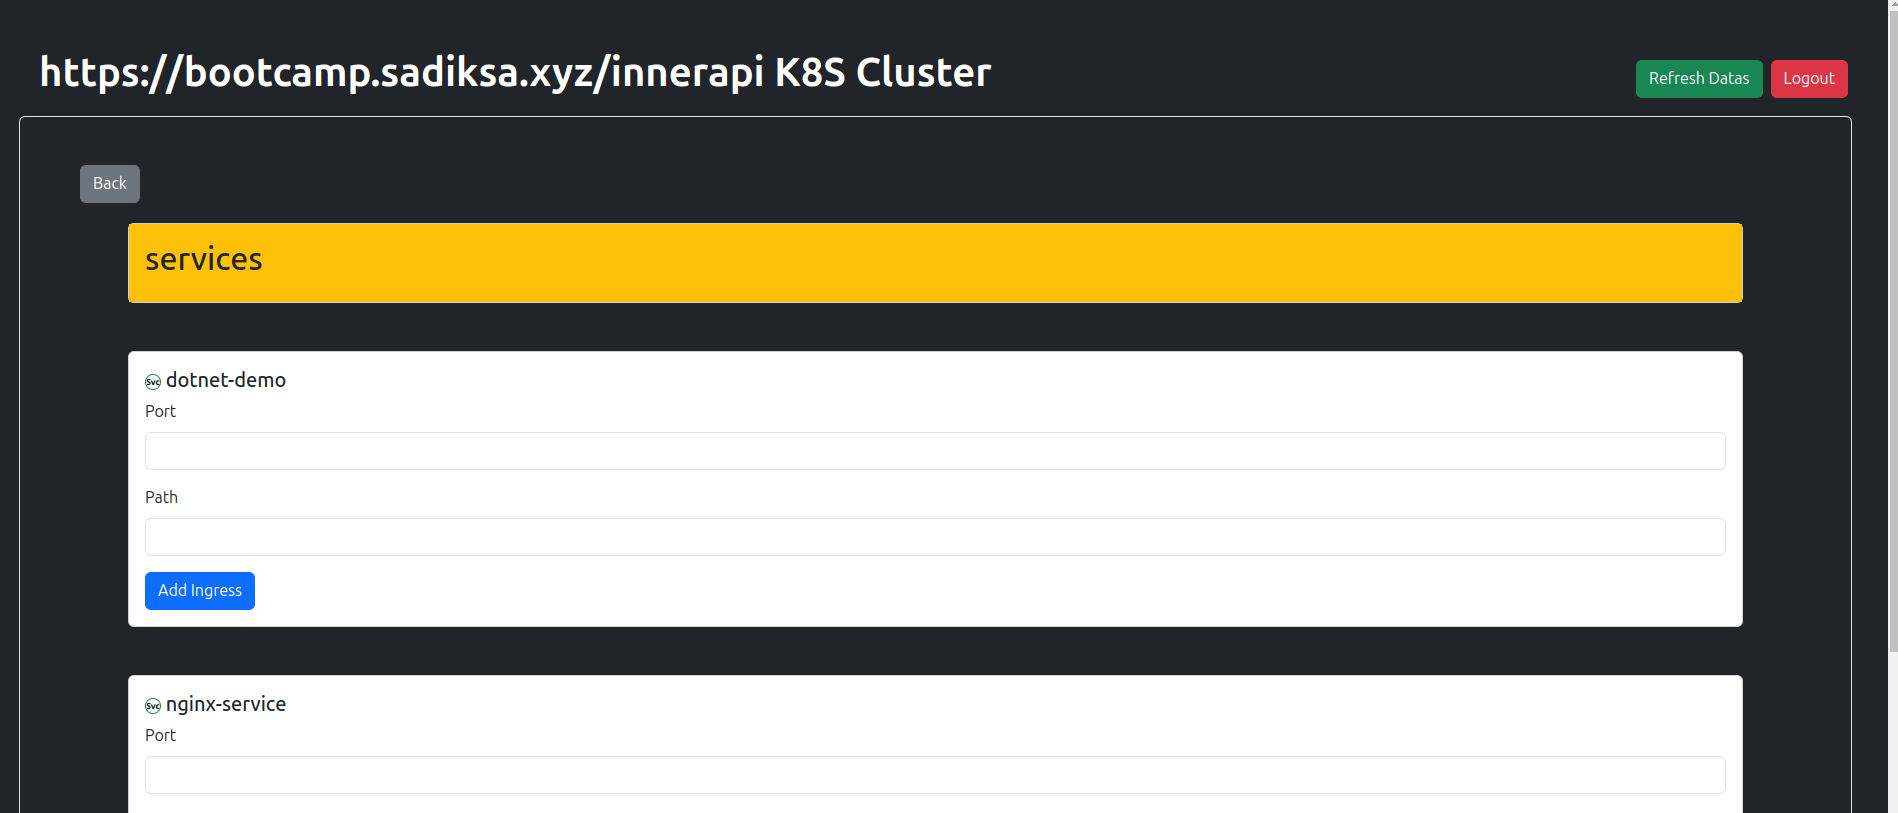 https://bootcamp.sadiksa.xyz/innerapi K8S Cluster
Refresh Datas
Logout
Back
services
Svc dotnet-demo
Port
Path
Add Ingress
Svc nginx-service
Port